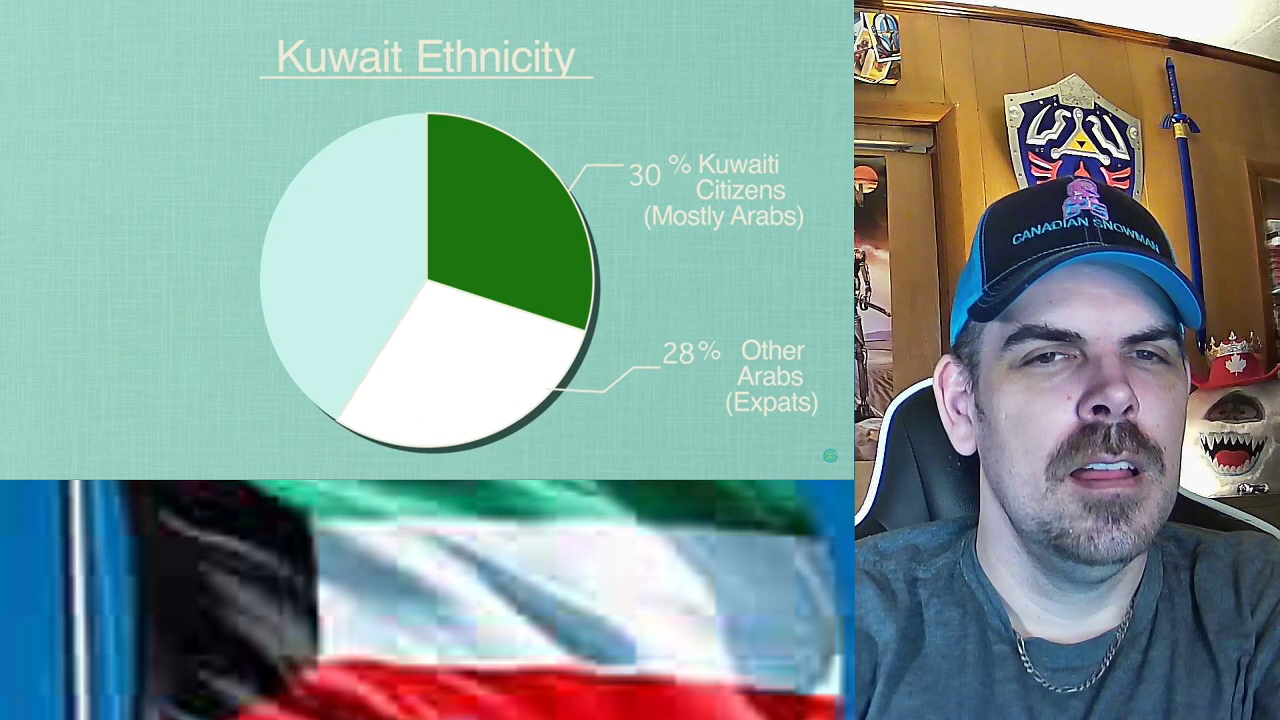 Kuwait Ethnicity
30 % Kuwaiti
Citizens
(Mostly Arabs)
28% Other
Arabs
(Expats)
CANADIAN SNOWMAN